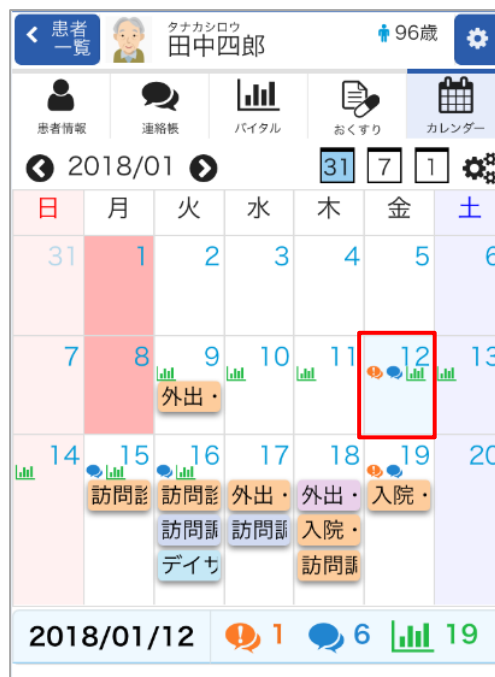 患者一覧
タナカシロウ
田中四郎
96歳
患者情報 連絡帳 バイタル おくすり カレンダー
2018/01 31 7 1
日 月 火 水 木 金 土
31 1 2 3 4 5 6
7 8 9 10 11 12 13
外出・
14 15 16 17 18 19 20
訪問診 訪問診 外出・ 外出・ 入院・
訪問調 訪問調 入院・
デイサ 訪問調
2018/01/12 1 6 19